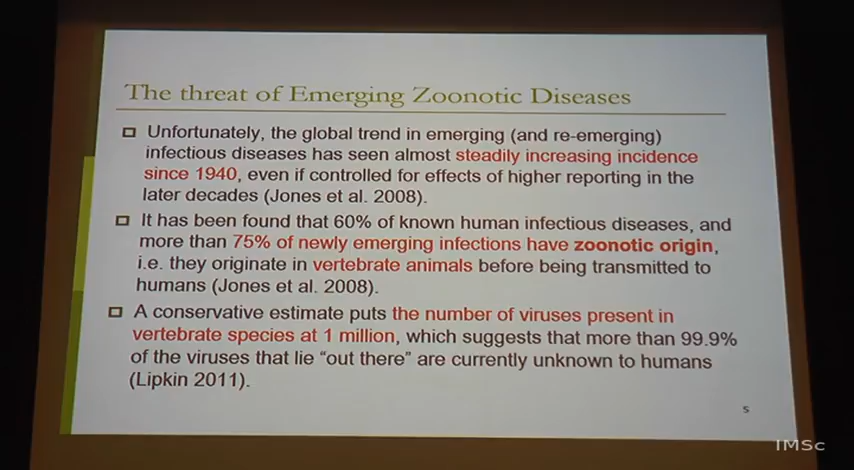 The threat of Emerging Zoonotic Diseases
Unfortunately, the global trend in emerging (and re-emerging)
infectious diseases has seen almost steadily increasing incidence
since 1940, even if controlled for effects of higher reporting in the
later decades (Jones et al. 2008).
It has been found that 60% of known human infectious diseases, and
more than 75% of newly emerging infections have zoonotic origin,
i.e. they originate in vertebrate animals before being transmitted to
humans (Jones et al. 2008).
A conservative estimate puts the number of viruses present in
vertebrate species at 1 million, which suggests that more than 99.9%
of the viruses that lie "out there" are currently unknown to humans
(Lipkin 2011).
5
IMSc